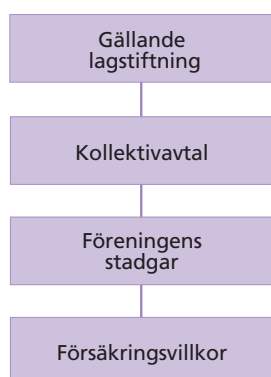 Gällande
lagstiftning
Kollektivavtal
Föreningens
stadgar
Försäkringsvillkor